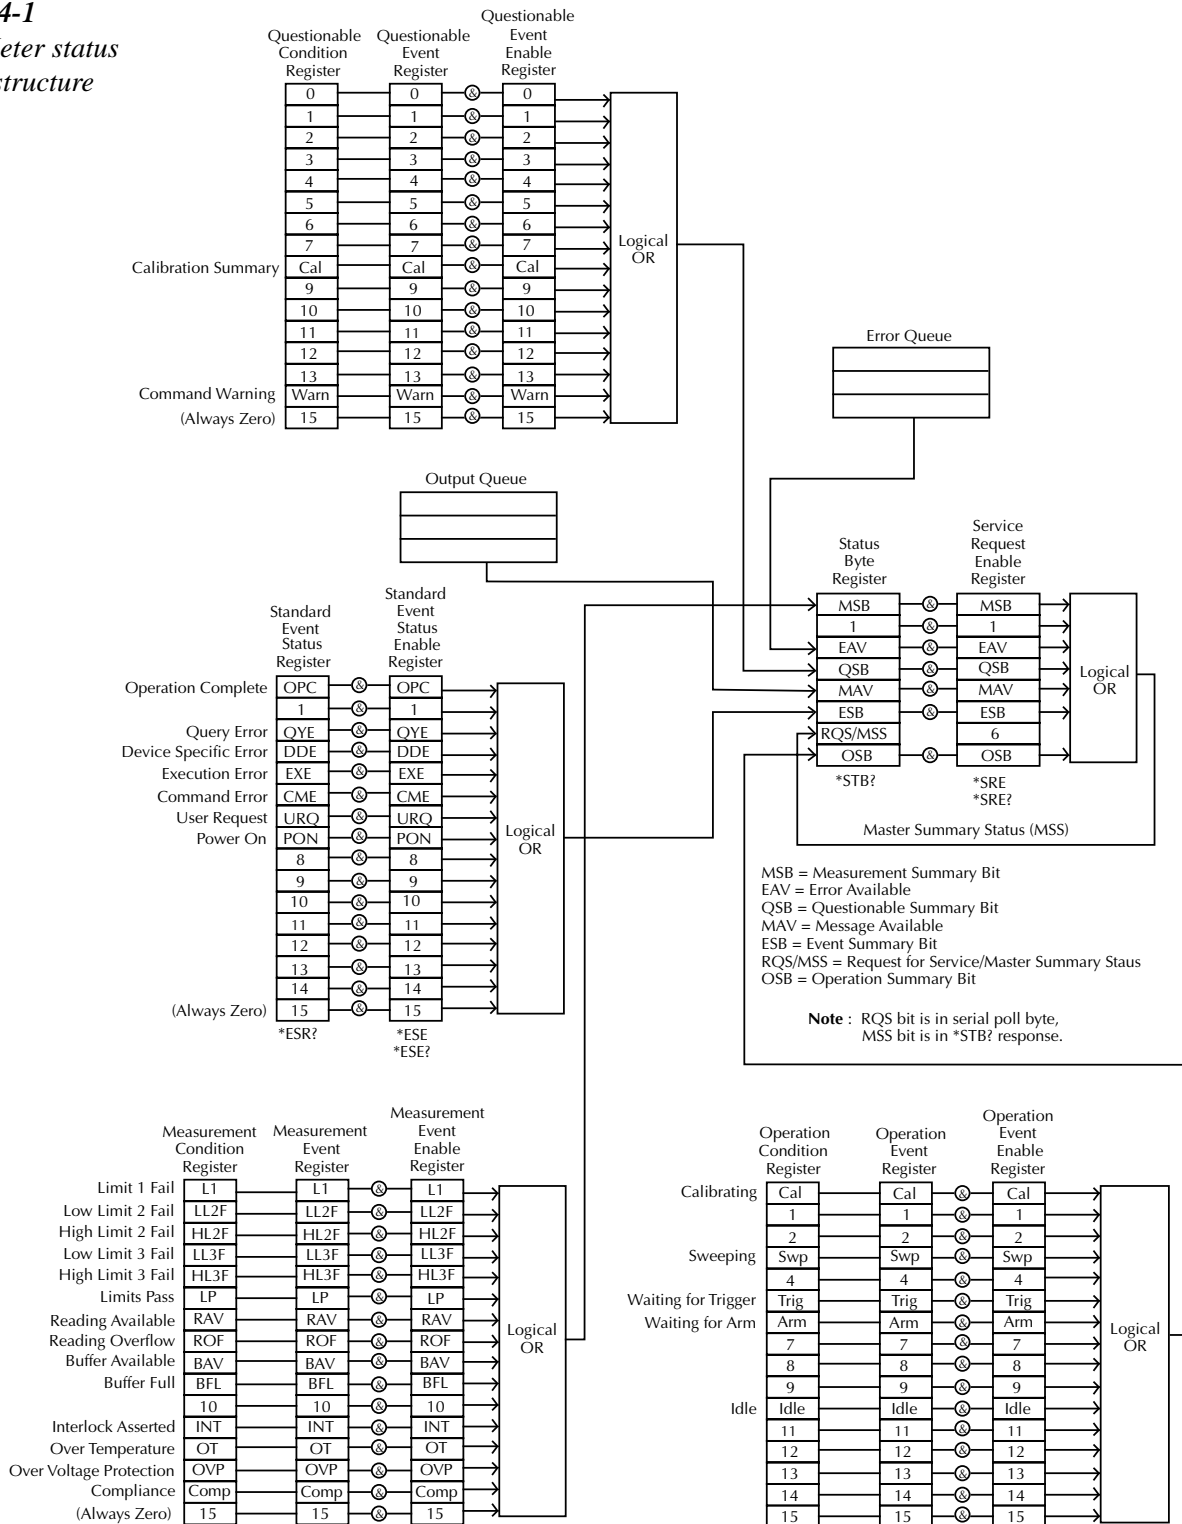 4-1
eter status
structure
Questionable
Condition
Register
Questionable
Event
Register
Questionable
Event
Enable
Register
0 & 0 0
1 & 1 1
2 & 2 2
3 & 3 3
4 & 4 4
5 & 5 5
6 & 6 6
7 & 7 7
Calibration Summary Cal Cal & Cal
9 9 & 9
10 10 & 10
11 11 & 11
12 12 & 12
13 13 & 13
Command Warning Warn Warn & Warn
(Always Zero) 15 15 & 15
Logical
OR
Error Queue
Output Queue
Status
Byte
Register
Service
Request
Enable
Register
MSB & MSB
1 & 1
EAV & EAV
QSB & QSB
MAV & MAV
ESB & ESB
RQS/MSS 6
OSB & OSB
Logical
OR
*STB?
*SRE
*SRE?
Master Summary Status (MSS)
MSB = Measurement Summary Bit
EAV = Error Available
QSB = Questionable Summary Bit
MAV = Message Available
ESB = Event Summary Bit
RQS/MSS = Request for Service/Master Summary Staus
OSB = Operation Summary Bit
Note : RQS bit is in serial poll byte,
MSS bit is in *STB? response.
Standard
Event
Status
Register
Standard
Event
Status
Enable
Register
Operation Complete OPC & OPC
1 & 1
Query Error QYE & QYE
Device Specific Error DDE & DDE
Execution Error EXE & EXE
Command Error CME & CME
User Request URQ & URQ
Power On PON & PON
8 & 8
9 & 9
10 & 10
11 & 11
12 & 12
13 & 13
14 & 14
(Always Zero) 15 & 15
Logical
OR
*ESR?
*ESE
*ESE?
Measurement
Condition
Register
Measurement
Event
Register
Measurement
Event
Enable
Register
Limit 1 Fail L1 L1 & L1
Low Limit 2 Fail LL2F LL2F & LL2F
High Limit 2 Fail HL2F HL2F & HL2F
Low Limit 3 Fail LL3F LL3F & LL3F
High Limit 3 Fail HL3F HL3F & HL3F
Limits Pass LP LP & LP
Reading Available RAV RAV & RAV
Reading Overflow ROF ROF & ROF
Buffer Available BAV BAV & BAV
Buffer Full BFL BFL & BFL
10 10 & 10
Interlock Asserted INT INT & INT
Over Temperature OT OT & OT
Over Voltage Protection OVP OVP & OVP
Compliance Comp Comp & Comp
(Always Zero) 15 15 & 15
Logical
OR
Operation
Condition
Register
Operation
Event
Register
Operation
Event
Enable
Register
Calibrating Cal Cal & Cal
1 1 & 1
2 2 & 2
Sweeping Swp Swp & Swp
4 4 & 4
Waiting for Trigger Trig Trig & Trig
Waiting for Arm Arm Arm & Arm
7 7 & 7
8 8 & 8
9 9 & 9
Idle Idle Idle & Idle
11 11 & 11
12 12 & 12
13 13 & 13
14 14 & 14
15 15 & 15
Logical
OR